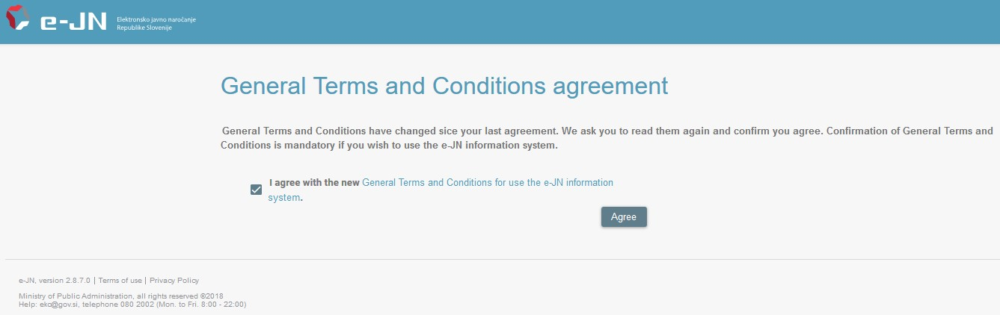 e-JN
Elektronsko javno naročanje
Republike Slovenije
General Terms and Conditions agreement
General Terms and Conditions have changed sice your last agreement. We ask you to read them again and confirm you agree. Confirmation of General Terms and
Conditions is mandatory if you wish to use the e-JN information system.
I agree with the new General Terms and Conditions for use the e-JN information
system.
Agree
e-JN, version 2.8.7.0 | Terms of use | Privacy Policy
Ministry of Public Administration, all rights reserved ©2018
Help: ekc@gov.si, telephone 080 2002 (Mon. to Fri. 8:00 - 22:00)